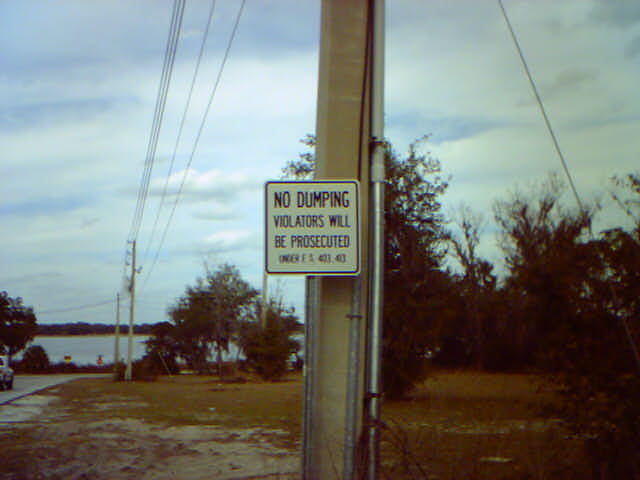 NO DUMPING
VIOLATORS WILL
BE PROSECUTED
UNDER F.S. 403.413